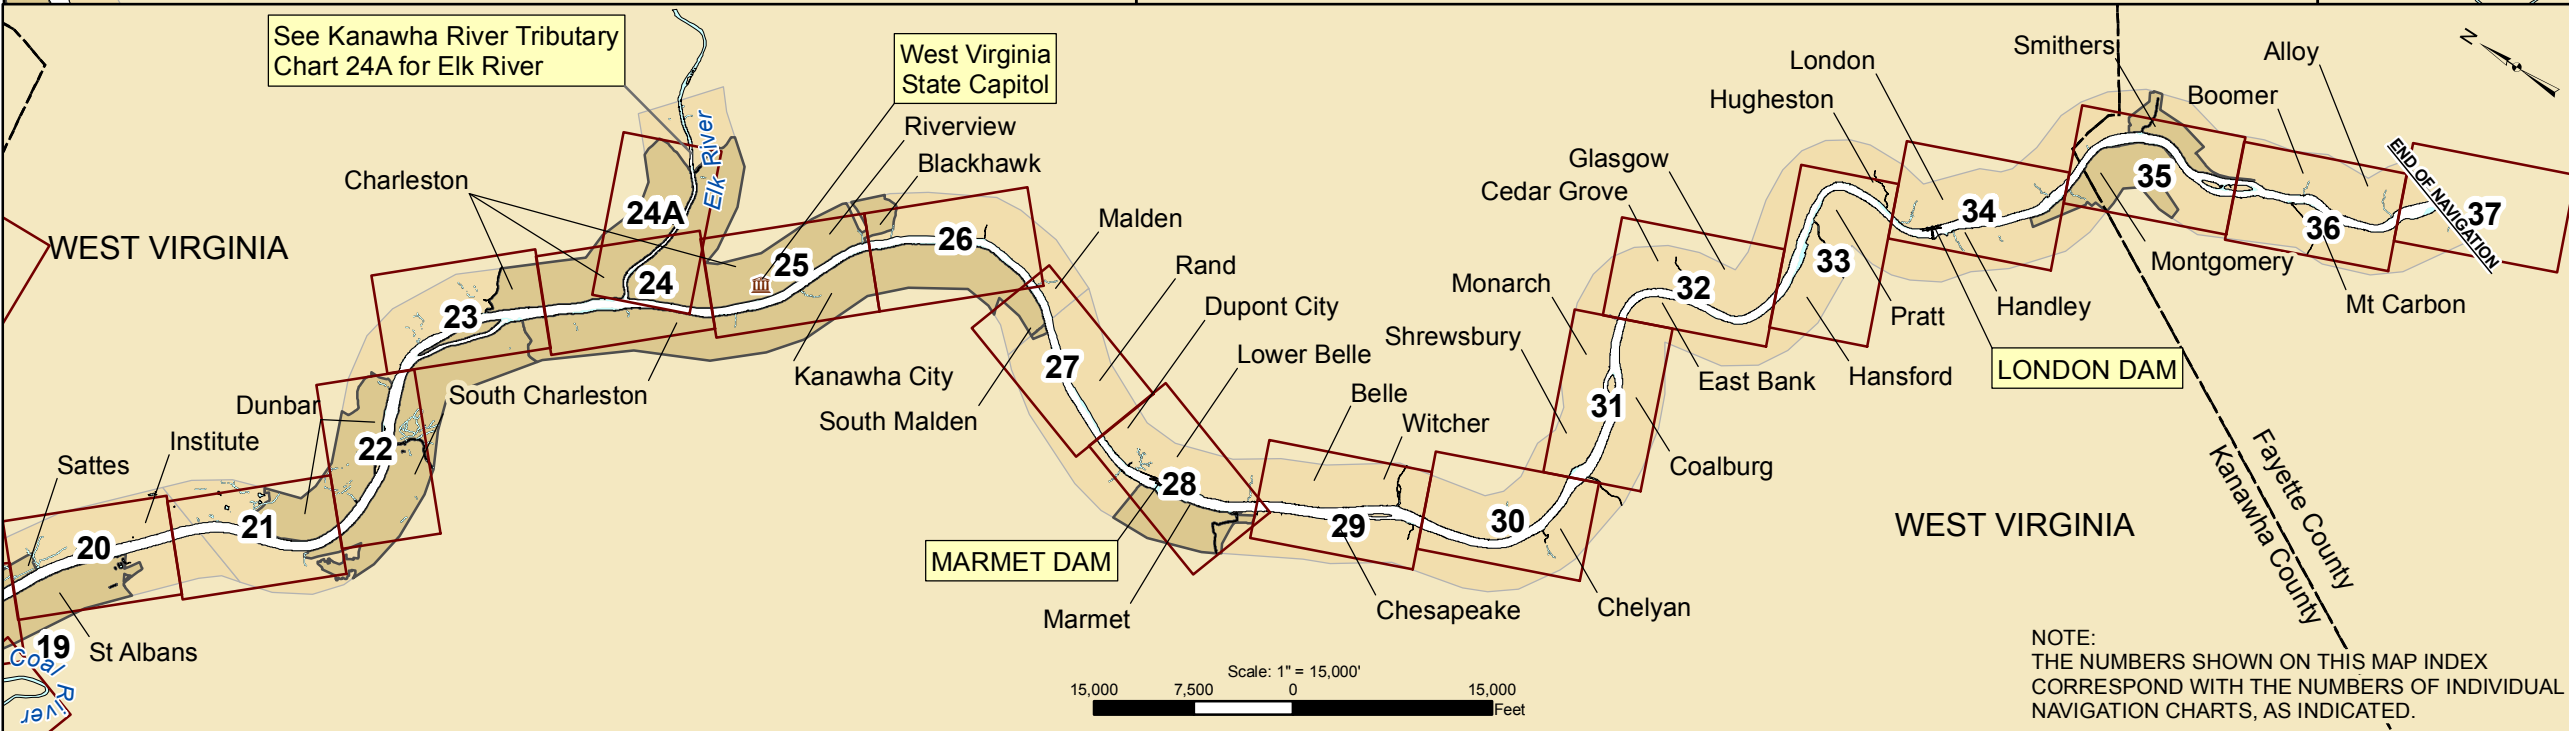 See Kanawha River Tributary
Chart 24A for Elk River
West Virginia
State Capitol
Riverview
Blackhawk
Charleston
24A
Elk River
WEST VIRGINIA
23
24
25
26
Malden
Rand
Dupont City
Lower Belle
Belle
Witcher
Kanawha City
South Malden
South Charleston
Dunbar
Institute
Sattes
22
21
20
19
Coal River
St Albans
27
28
29
30
MARMET DAM
Marmet
Chesapeake
Chelyan
Coalburg
31
Shrewsbury
Monarch
Cedar Grove
Glasgow
32
33
East Bank
Hansford
Pratt
Hugheston
London
34
Handley
LONDON DAM
Smithers
Boomer
Alloy
35
36
37
END OF NAVIGATION
Montgomery
Mt Carbon
N
WEST VIRGINIA
Fayette County
Kanawha County
Scale: 1" = 15,000'
15,000 7,500 0 15,000
Feet
NOTE:
THE NUMBERS SHOWN ON THIS MAP INDEX
CORRESPOND WITH THE NUMBERS OF INDIVIDUAL
NAVIGATION CHARTS, AS INDICATED.